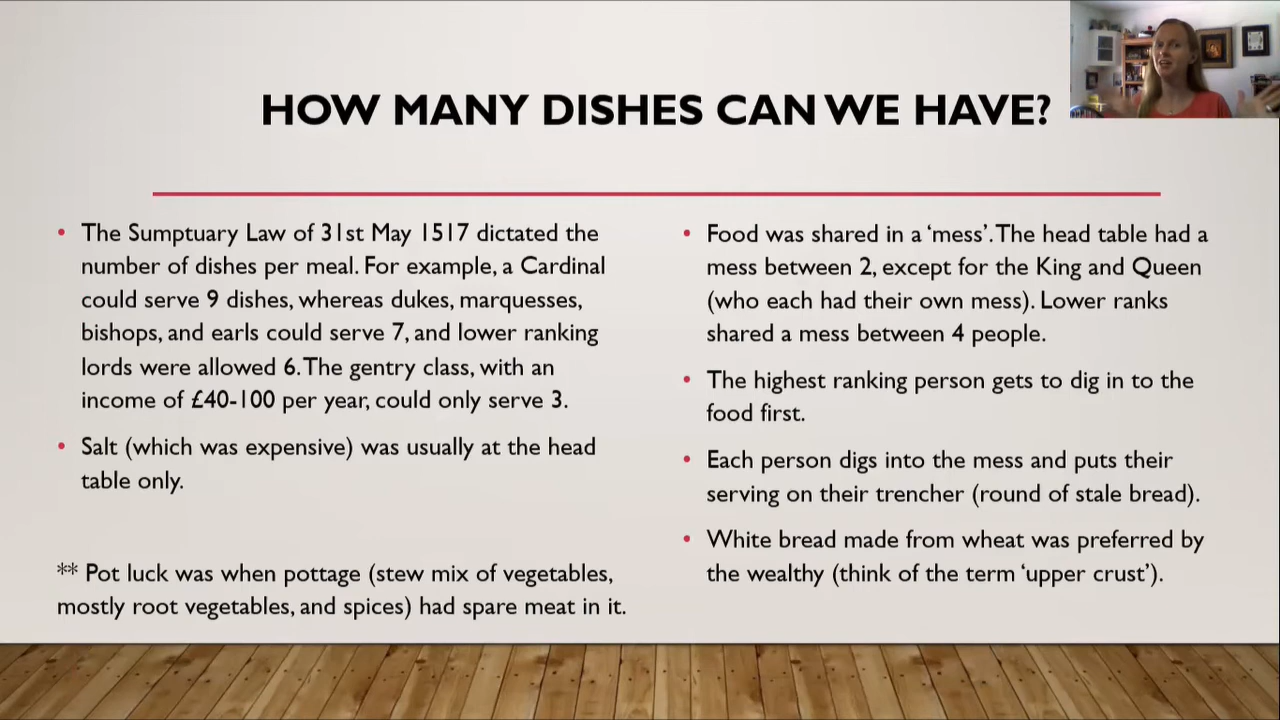 HOW MANY DISHES CAN WE HAVE?
• The Sumptuary Law of 31st May 1517 dictated the
number of dishes per meal. For example, a Cardinal
could serve 9 dishes, whereas dukes, marquesses,
bishops, and earls could serve 7, and lower ranking
lords were allowed 6. The gentry class, with an
income of £40-100 per year, could only serve 3.
• Salt (which was expensive) was usually at the head
table only.
** Pot luck was when pottage (stew mix of vegetables,
mostly root vegetables, and spices) had spare meat in it.
• Food was shared in a ‘mess’. The head table had a
mess between 2, except for the King and Queen
(who each had their own mess). Lower ranks
shared a mess between 4 people.
• The highest ranking person gets to dig in to the
food first.
• Each person digs into the mess and puts their
serving on their trencher (round of stale bread).
• White bread made from wheat was preferred by
the wealthy (think of the term ‘upper crust’).